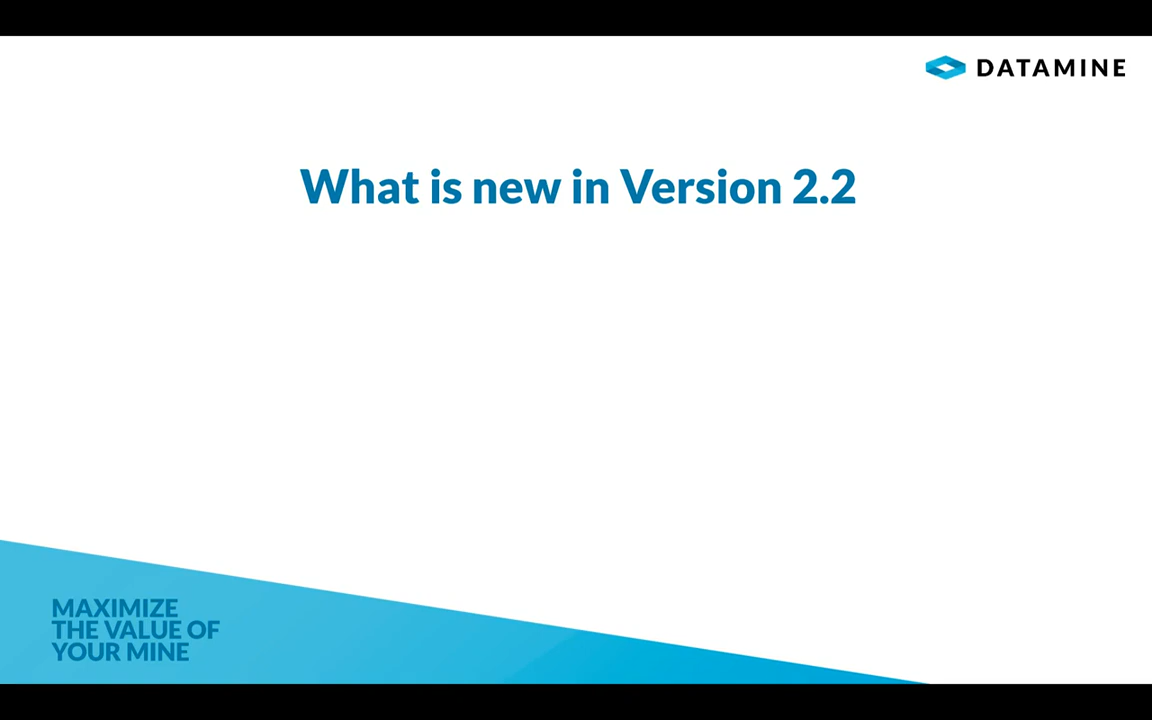 DATAMINE
What is new in Version 2.2
MAXIMIZE
THE VALUE OF
YOUR MINE